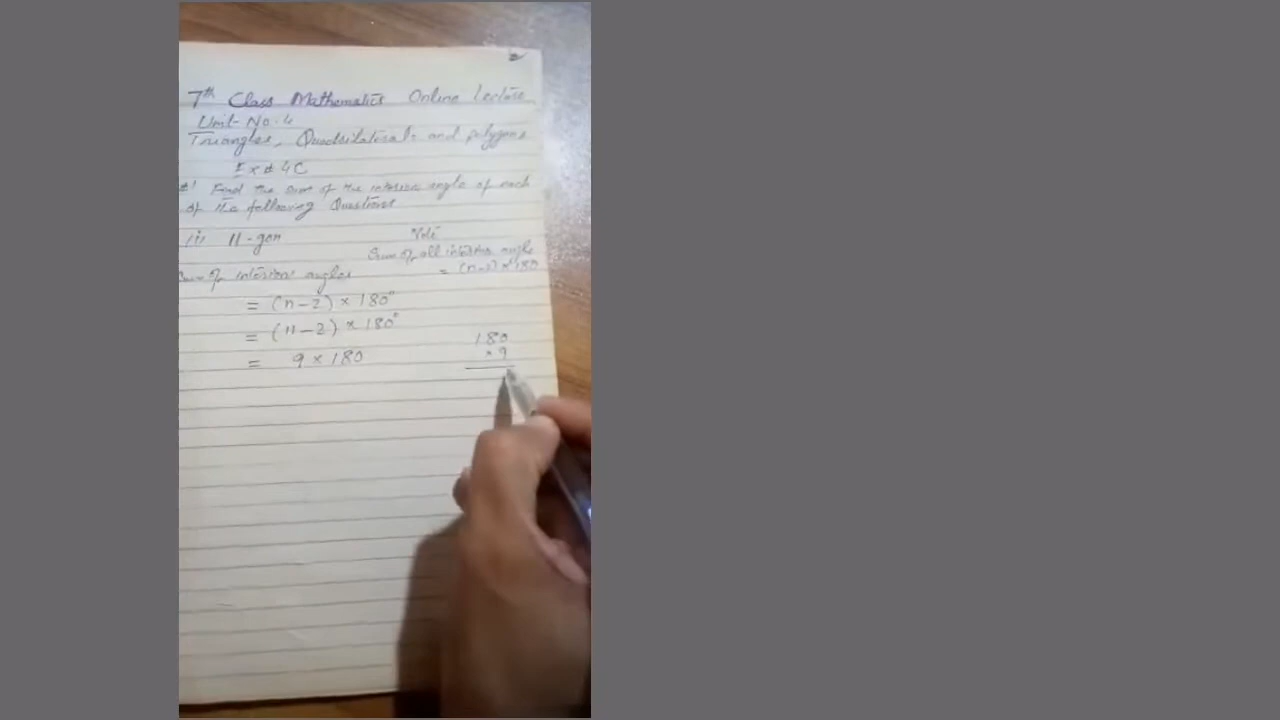 7th Class Mathematics Online Lecture
Unit No. 4
Triangles, Quadrilaterals and polygons
Ex # 4C
Find the Sum of the interior angle of each
of the following Questions
11-gon
Note
Sum of all interior angle
= (n-2) × 180
Sum of interior angles
= (n-2) × 180°
= (11-2) × 180°
= 9 × 180
180
× 9